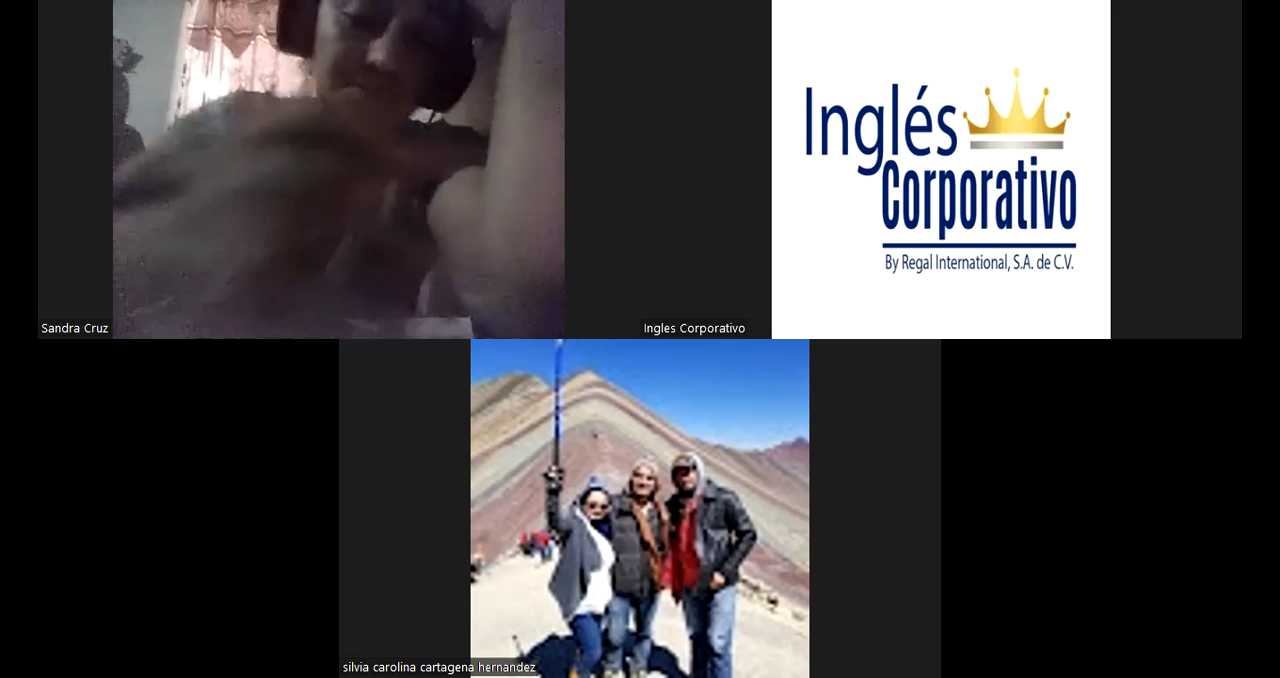 Inglés
Corporativo
By Regal International, S.A. de C.V.
Sandra Cruz
Ingles Corporativo
silvia carolina cartagena hernandez